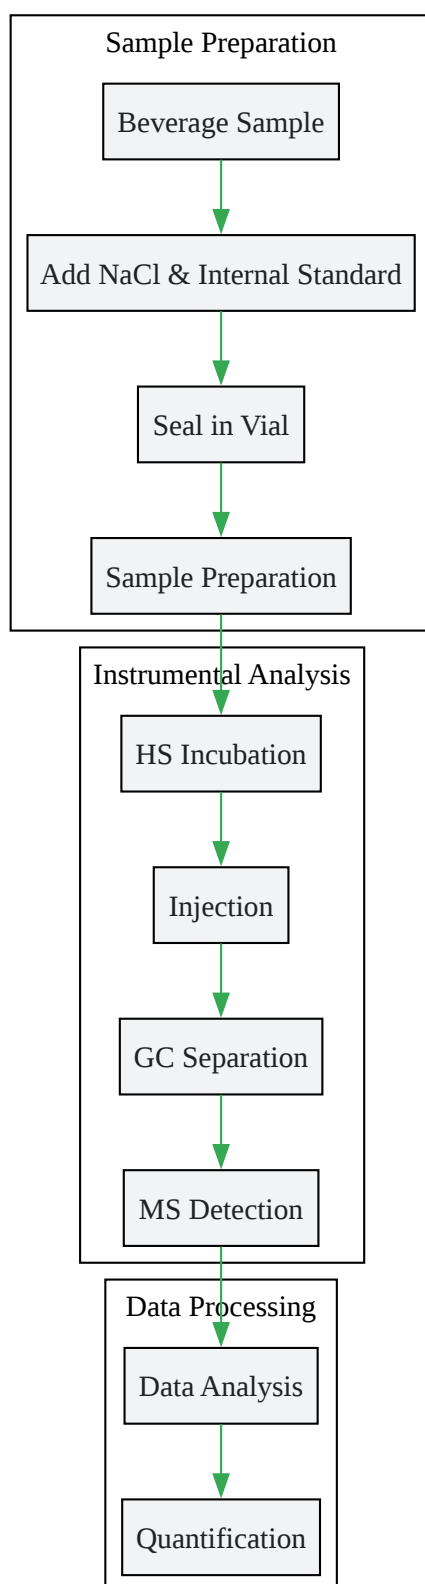 Sample Preparation
Beverage Sample
Add NaCl & Internal Standard
Seal in Vial
Sample Preparation
Instrumental Analysis
HS Incubation
Injection
GC Separation
MS Detection
Data Processing
Data Analysis
Quantification